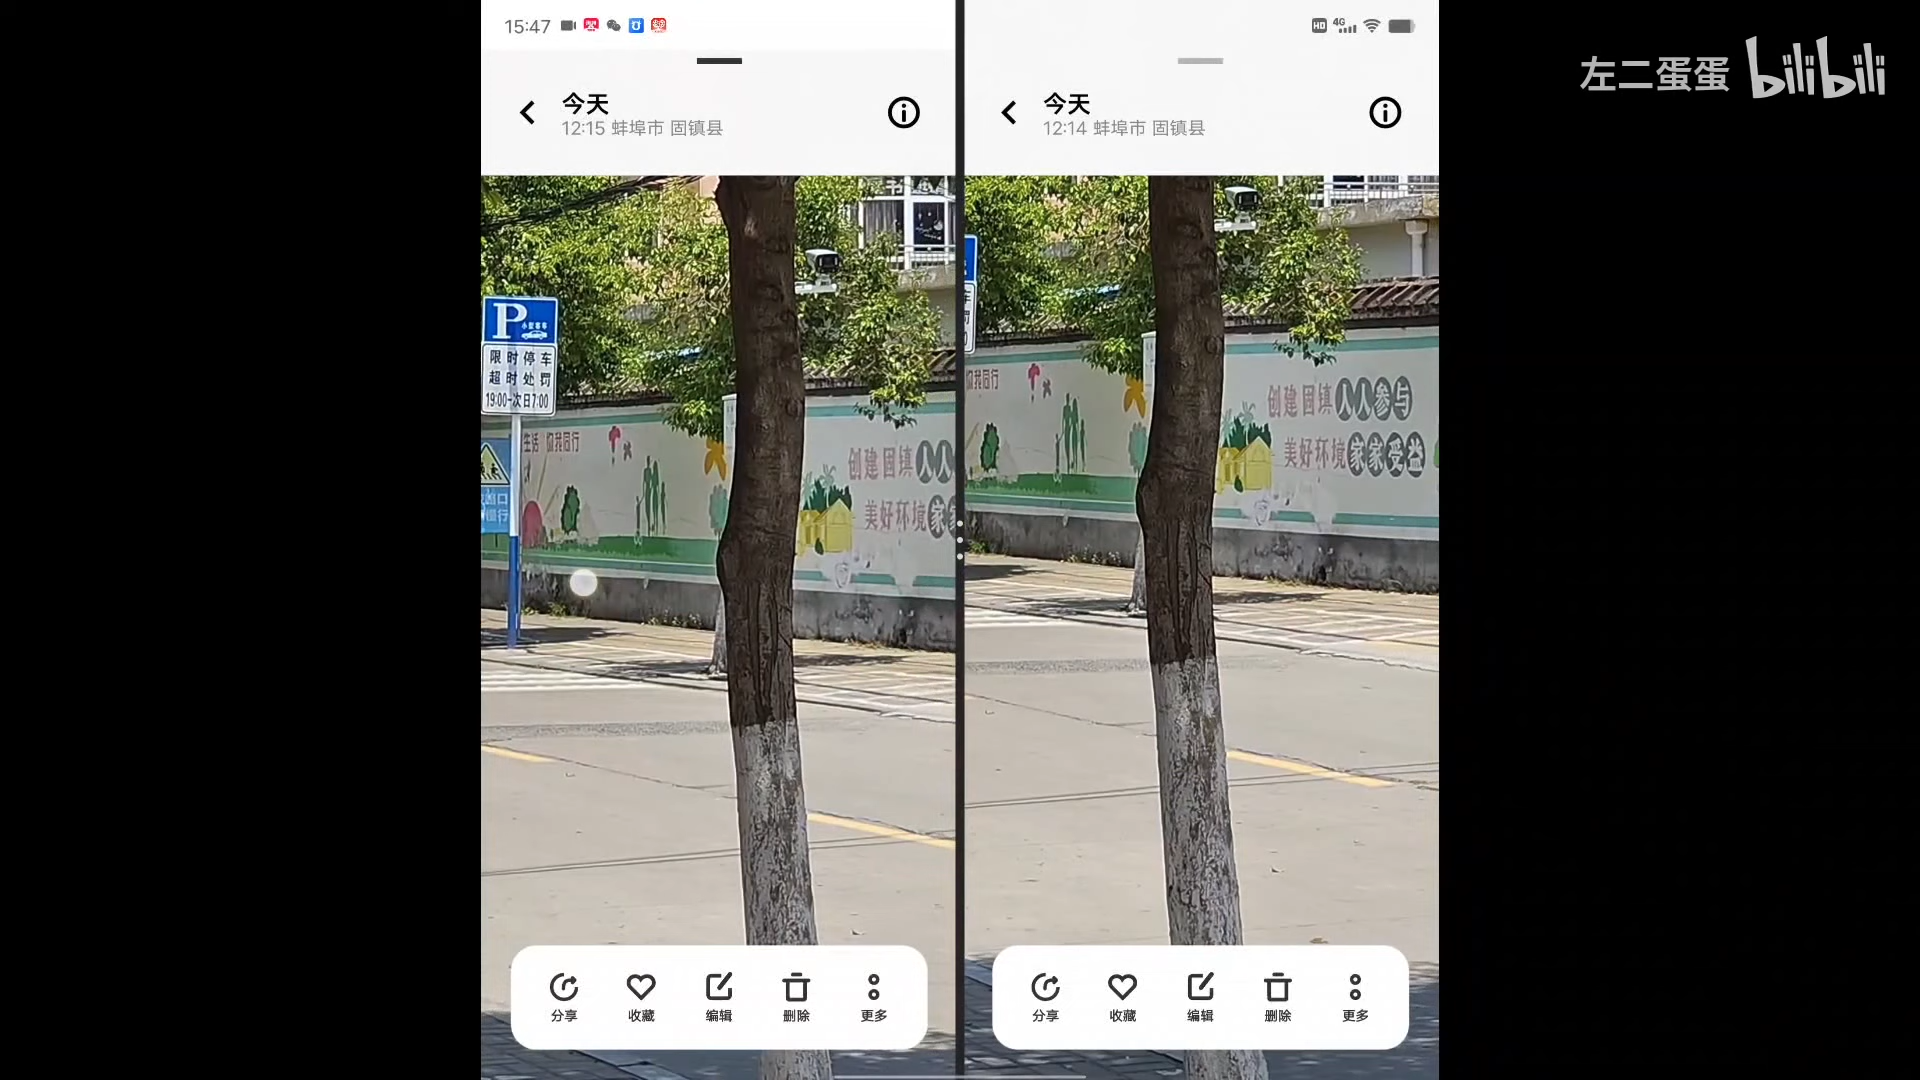 15:47
HD 4G
左二蛋蛋 bilibili
今天
12:15 蚌埠市 固镇县
今天
12:14 蚌埠市 固镇县
P 小型客车
限时停车
超时处罚
19:00-次日7:00
生活 你我同行
创建固镇人人
美好环境家
你我同行
创建固镇人人参与
美好环境家家受益
分享 收藏 编辑 删除 更多
分享 收藏 编辑 删除 更多